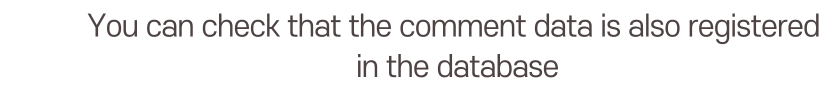 You can check that the comment data is also registered
in the database